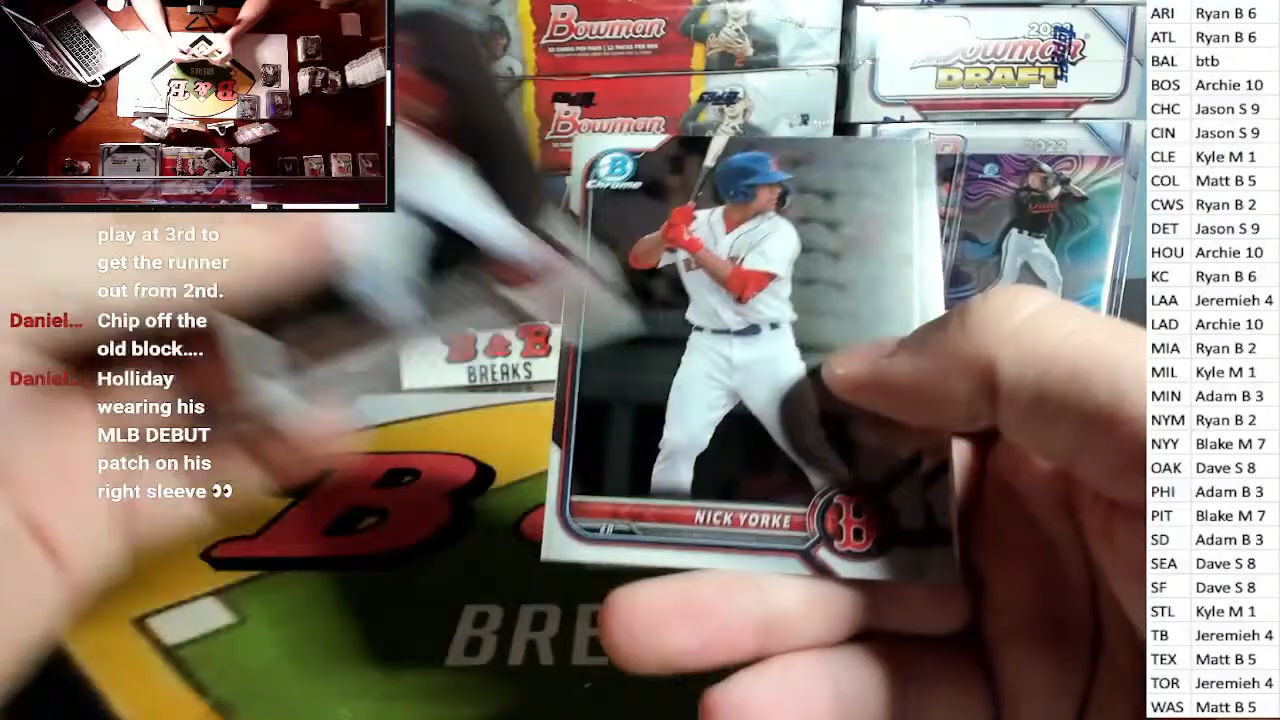 Bowman
Bowman
2022
Bowman
DRAFT
2022
B
Chrome
B & E
BREAKS
NICK YORKE
B
B
BRE
B & E
play at 3rd to
get the runner
out from 2nd.
Daniel... Chip off the
old block....
Daniel... Holliday
wearing his
MLB DEBUT
patch on his
right sleeve 👀
ARI Ryan B 6
ATL Ryan B 6
BAL btb
BOS Archie 10
CHC Jason S 9
CIN Jason S 9
CLE Kyle M 1
COL Matt B 5
CWS Ryan B 2
DET Jason S 9
HOU Archie 10
KC Ryan B 6
LAA Jeremieh 4
LAD Archie 10
MIA Ryan B 2
MIL Kyle M 1
MIN Adam B 3
NYM Ryan B 2
NYY Blake M 7
OAK Dave S 8
PHI Adam B 3
PIT Blake M 7
SD Adam B 3
SEA Dave S 8
SF Dave S 8
STL Kyle M 1
TB Jeremieh 4
TEX Matt B 5
TOR Jeremieh 4
WAS Matt B 5